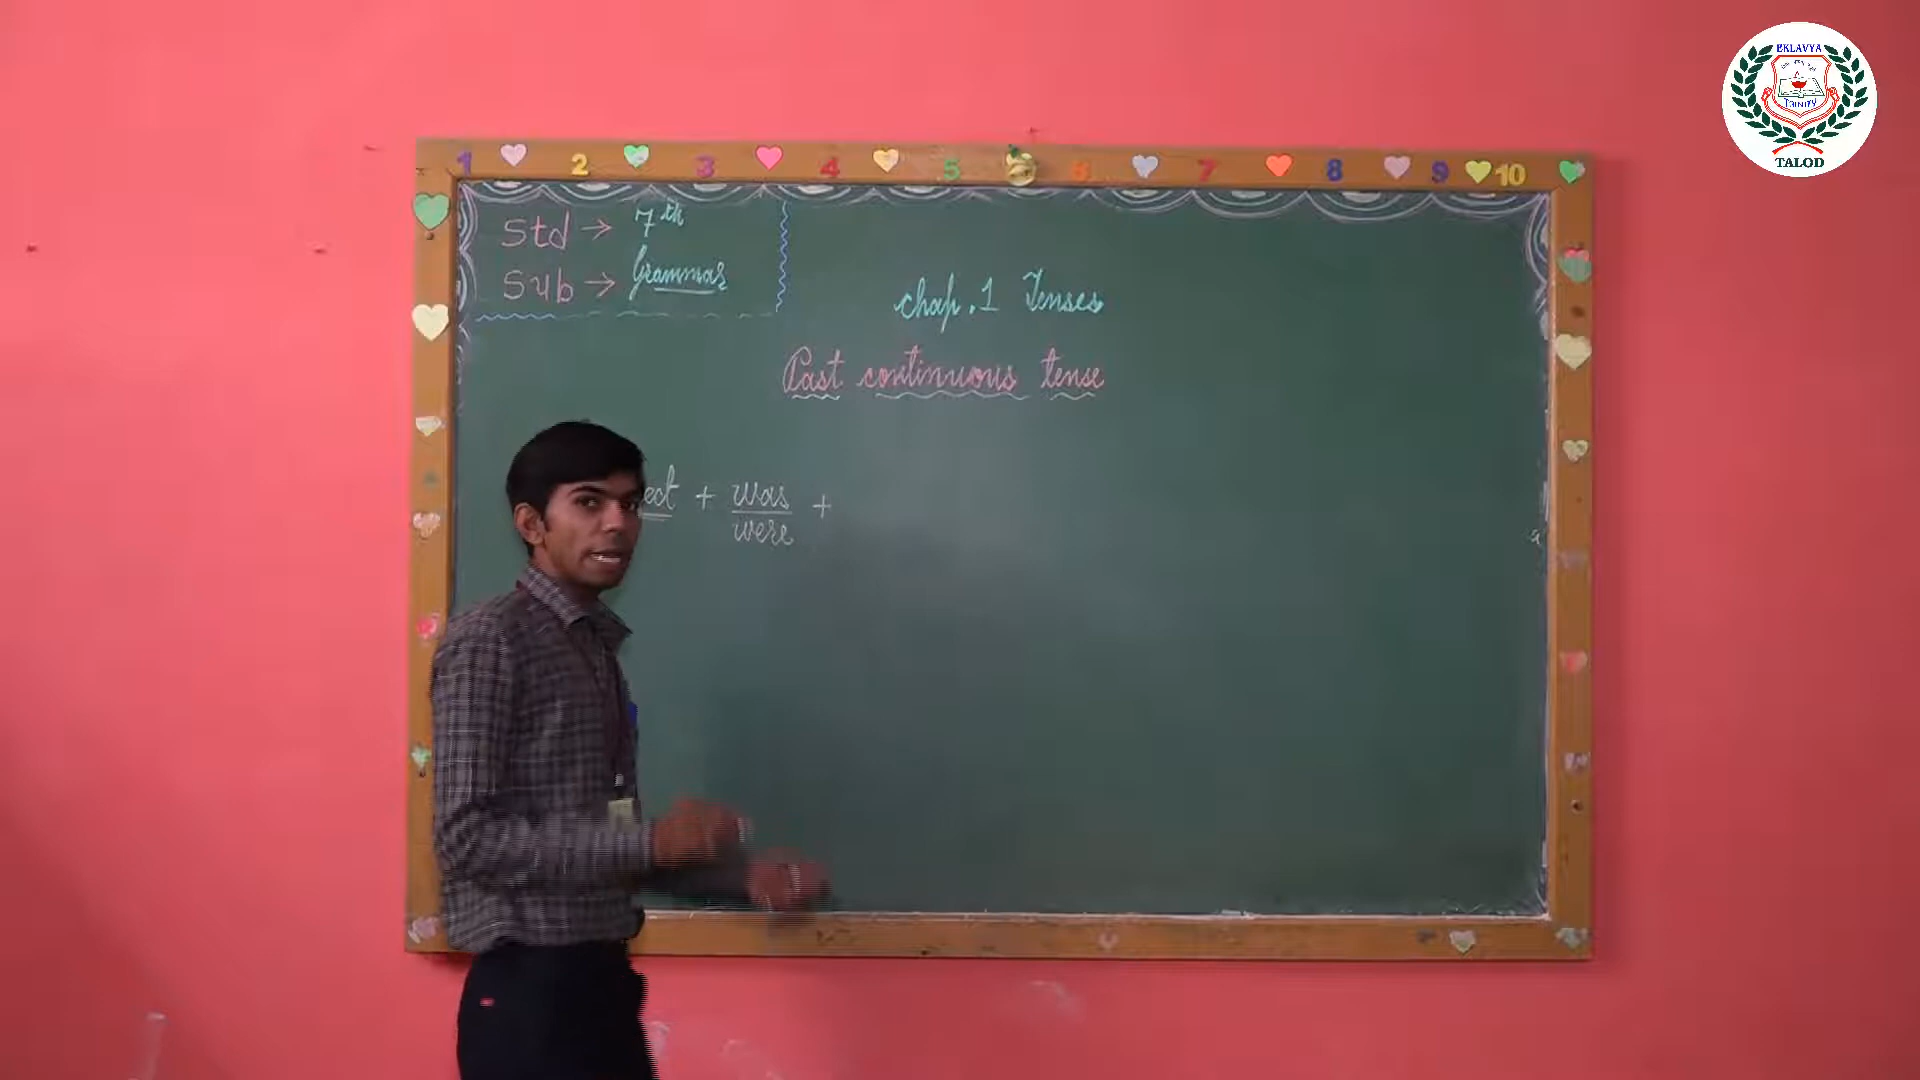 EKLAVYA
TRINITY
TALOD
1 2 3 4 5 6 7 8 9 10
Std → 7th
Sub → Grammar
Chap. 1 Tenses
Past continuous tense
ect + was +
were